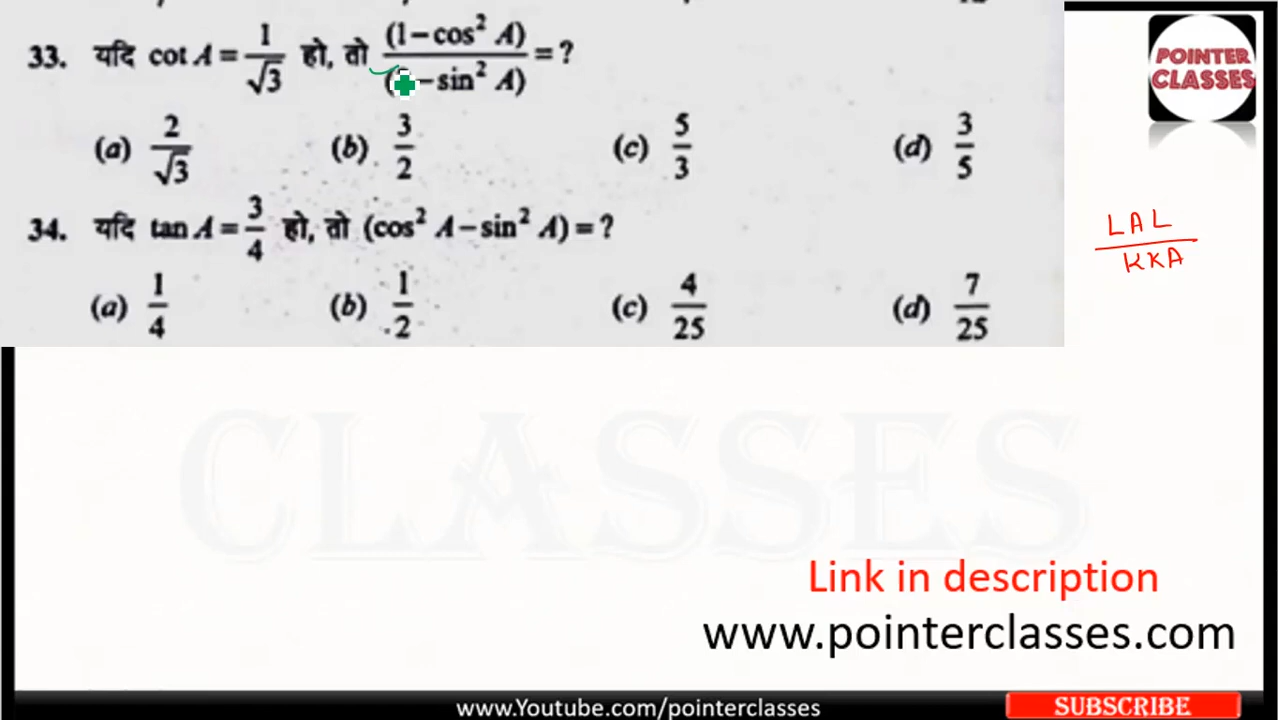 33. यदि cot A = 1/√3 हो, तो (1 − cos² A)/( − sin² A) = ?
(a) 2/√3 (b) 3/2 (c) 5/3 (d) 3/5
34. यदि tan A = 3/4 हो, तो (cos² A − sin² A) = ?
(a) 1/4 (b) 1/2 (c) 4/25 (d) 7/25
POINTER
CLASSES
LAL
KKA
CLASSES
Link in description
www.pointerclasses.com
www.Youtube.com/pointerclasses
SUBSCRIBE